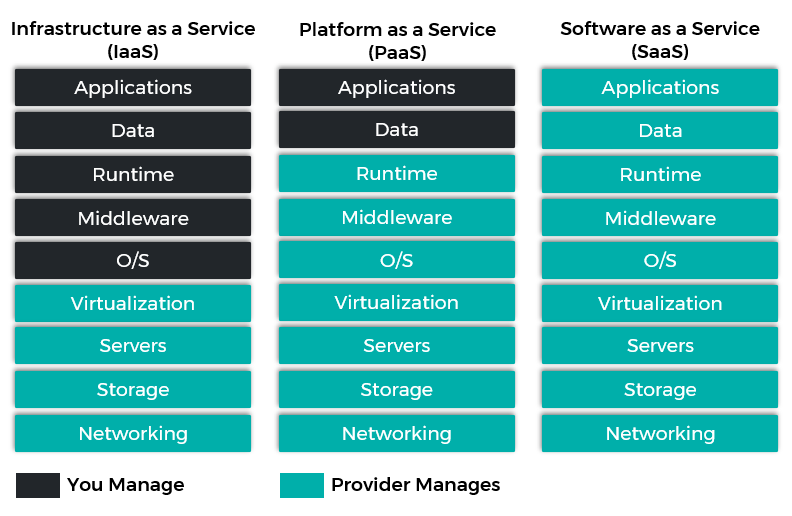 Infrastructure as a Service
(IaaS)
Applications
Data
Runtime
Middleware
O/S
Virtualization
Servers
Storage
Networking
Platform as a Service
(PaaS)
Applications
Data
Runtime
Middleware
O/S
Virtualization
Servers
Storage
Networking
Software as a Service
(SaaS)
Applications
Data
Runtime
Middleware
O/S
Virtualization
Servers
Storage
Networking
You Manage
Provider Manages